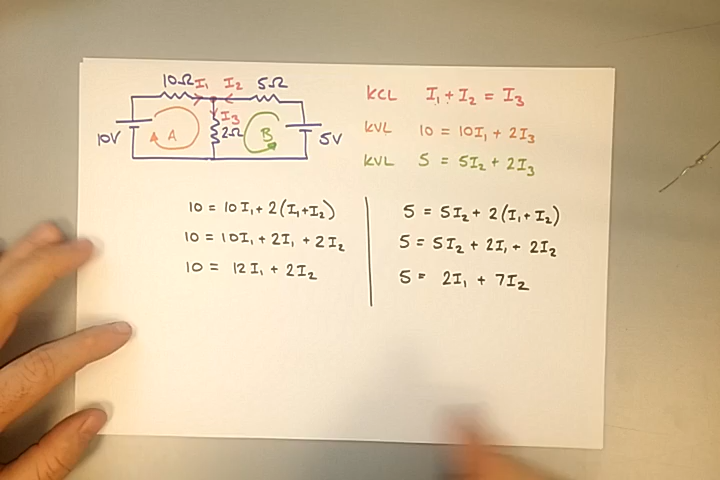 10Ω I₁ I₂ 5Ω
I₃
10V A 2Ω B 5V
KCL I₁ + I₂ = I₃
KVL 10 = 10I₁ + 2I₃
KVL 5 = 5I₂ + 2I₃
10 = 10I₁ + 2(I₁+I₂)
10 = 10I₁ + 2I₁ + 2I₂
10 = 12I₁ + 2I₂
5 = 5I₂ + 2(I₁+I₂)
5 = 5I₂ + 2I₁ + 2I₂
5 = 2I₁ + 7I₂